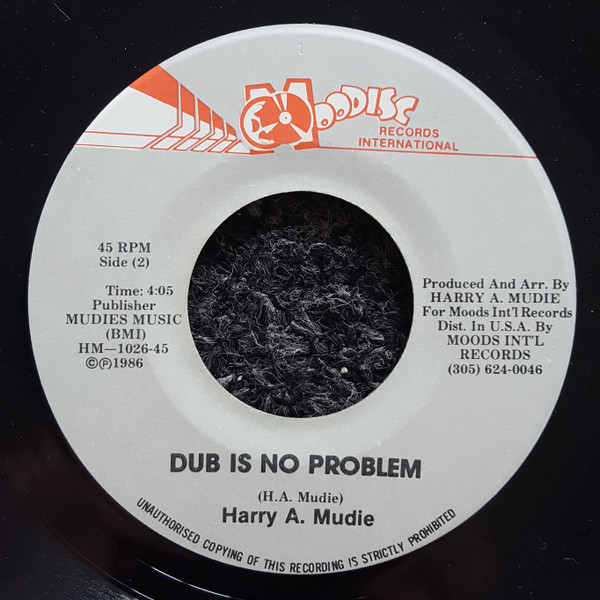 1
MOODISC
RECORDS
INTERNATIONAL
45 RPM
Side (2)
Time: 4:05
Publisher
MUDIES MUSIC
(BMI)
HM—1026-45
©℗1986
Produced And Arr. By
HARRY A. MUDIE
For Moods Int'l Records
Dist. In U.S.A. By
MOODS INT'L
RECORDS
(305) 624-0046
DUB IS NO PROBLEM
(H.A. Mudie)
Harry A. Mudie
UNAUTHORISED COPYING OF THIS RECORDING IS STRICTLY PROHIBITED